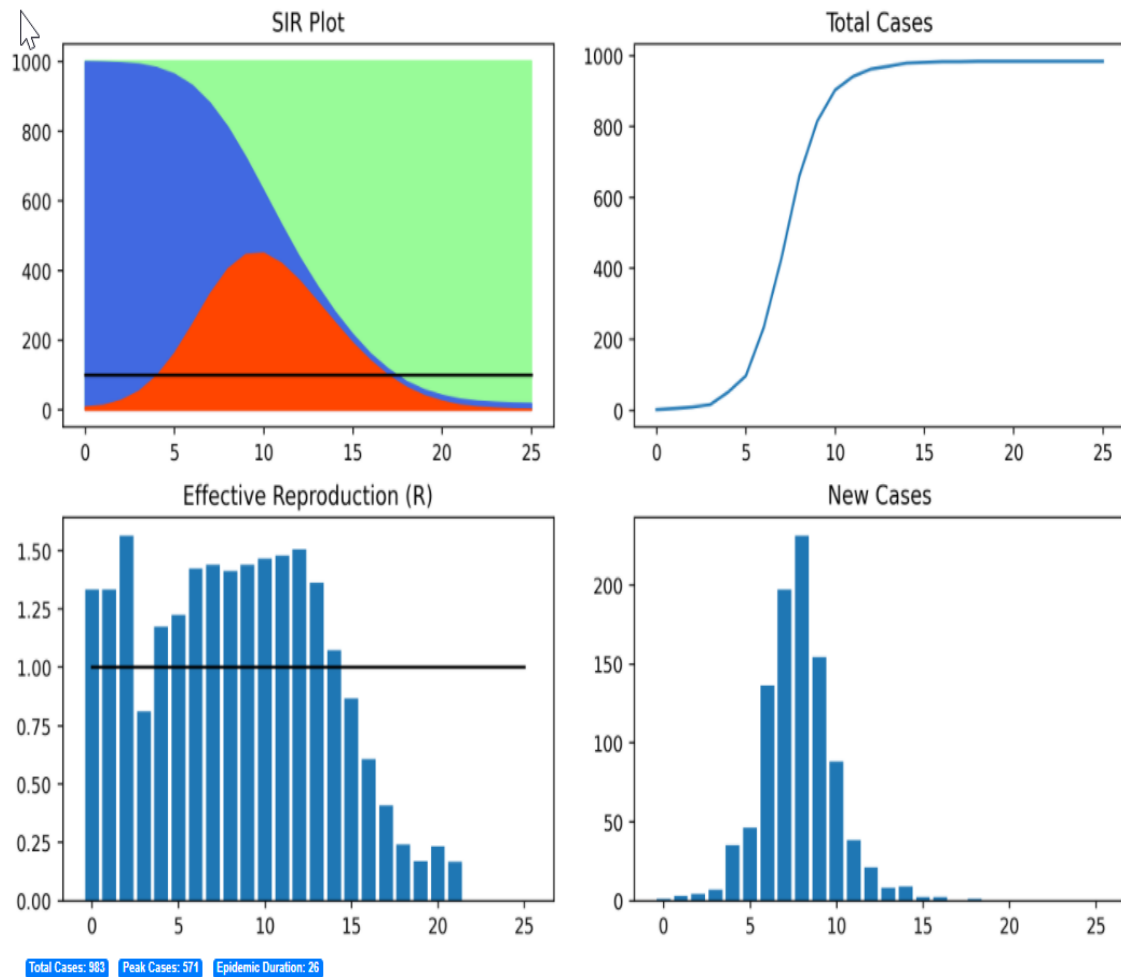 SIR Plot
1000
800
600
400
200
0
0 5 10 15 20 25
Total Cases
1000
800
600
400
200
0
0 5 10 15 20 25
Effective Reproduction (R)
1.50
1.25
1.00
0.75
0.50
0.25
0.00
0 5 10 15 20 25
New Cases
200
150
100
50
0
0 5 10 15 20 25
Total Cases: 983 Peak Cases: 571 Epidemic Duration: 26